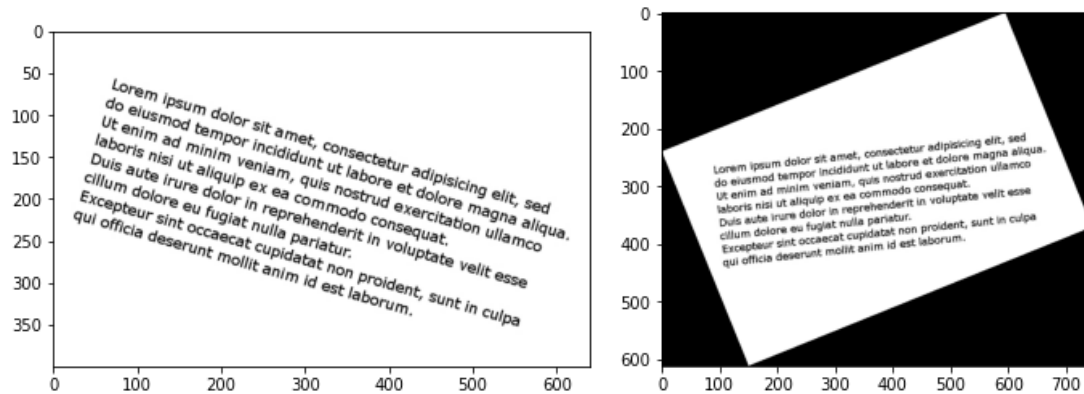 0
50
100
150
200
250
300
350
0 100 200 300 400 500 600
Lorem ipsum dolor sit amet, consectetur adipisicing elit, sed
do eiusmod tempor incididunt ut labore et dolore magna aliqua.
Ut enim ad minim veniam, quis nostrud exercitation ullamco
laboris nisi ut aliquip ex ea commodo consequat.
Duis aute irure dolor in reprehenderit in voluptate velit esse
cillum dolore eu fugiat nulla pariatur.
Excepteur sint occaecat cupidatat non proident, sunt in culpa
qui officia deserunt mollit anim id est laborum.
0
100
200
300
400
500
600
0 100 200 300 400 500 600 700
Lorem ipsum dolor sit amet, consectetur adipisicing elit, sed
do eiusmod tempor incididunt ut labore et dolore magna aliqua.
Ut enim ad minim veniam, quis nostrud exercitation ullamco
laboris nisi ut aliquip ex ea commodo consequat.
Duis aute irure dolor in reprehenderit in voluptate velit esse
cillum dolore eu fugiat nulla pariatur.
Excepteur sint occaecat cupidatat non proident, sunt in culpa
qui officia deserunt mollit anim id est laborum.